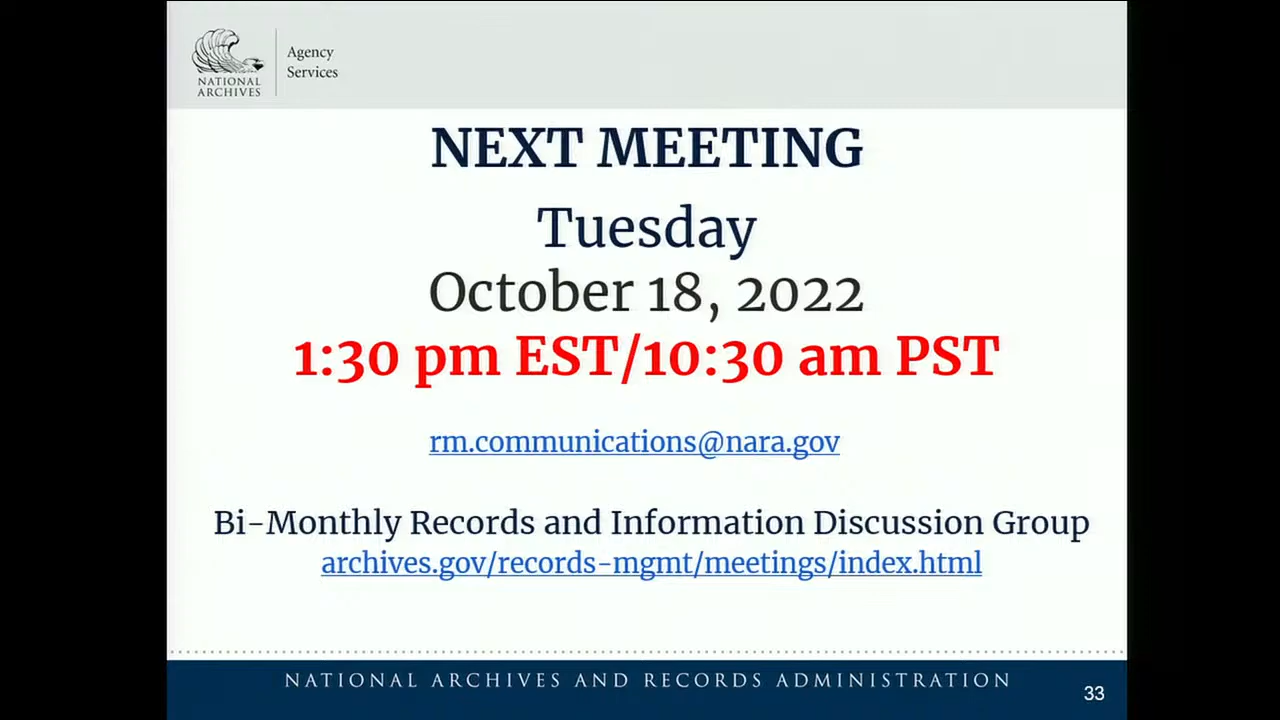 NATIONAL
ARCHIVES
Agency
Services
NEXT MEETING
Tuesday
October 18, 2022
1:30 pm EST/10:30 am PST
rm.communications@nara.gov
Bi-Monthly Records and Information Discussion Group
archives.gov/records-mgmt/meetings/index.html
NATIONAL ARCHIVES AND RECORDS ADMINISTRATION
33